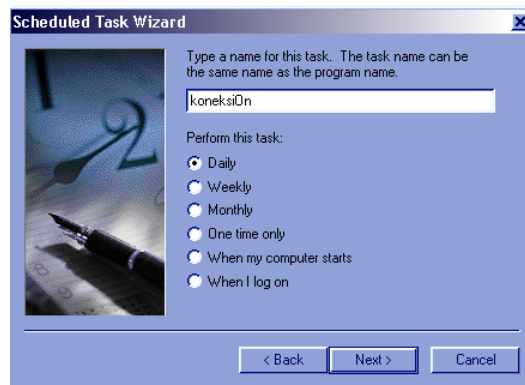 Scheduled Task Wizard
Type a name for this task. The task name can be
the same name as the program name.
koneksiOn
Perform this task:
Daily
Weekly
Monthly
One time only
When my computer starts
When I log on
< Back
Next >
Cancel